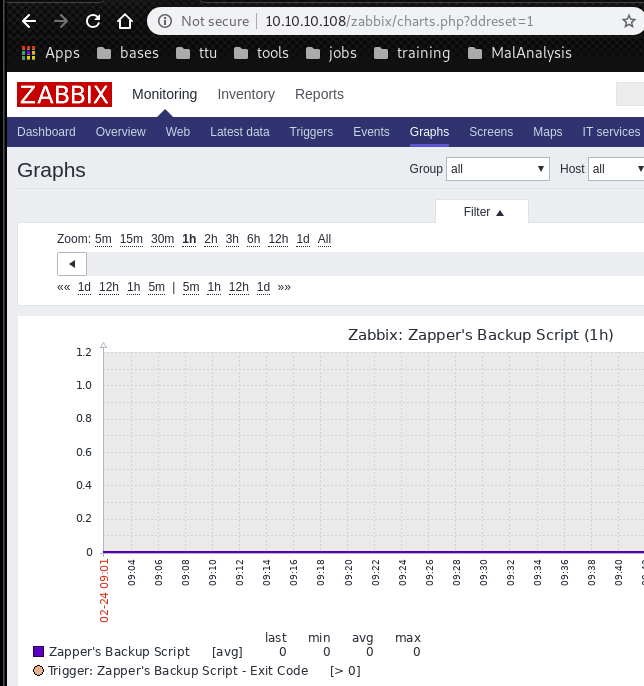 Not secure | 10.10.10.108/zabbix/charts.php?ddreset=1
Apps bases ttu tools jobs training MalAnalysis
ZABBIX Monitoring Inventory Reports
Dashboard Overview Web Latest data Triggers Events Graphs Screens Maps IT services
Graphs Group all Host all
Filter
Zoom: 5m 15m 30m 1h 2h 3h 6h 12h 1d All
«« 1d 12h 1h 5m | 5m 1h 12h 1d »»
Zabbix: Zapper's Backup Script (1h)
1.2
1.0
0.8
0.6
0.4
0.2
0
02-24 09:01 09:04 09:06 09:08 09:10 09:12 09:14 09:16 09:18 09:20 09:22 09:24 09:26 09:28 09:30 09:32 09:34 09:36 09:38 09:40
last min avg max
Zapper's Backup Script [avg] 0 0 0 0
Trigger: Zapper's Backup Script - Exit Code [> 0]